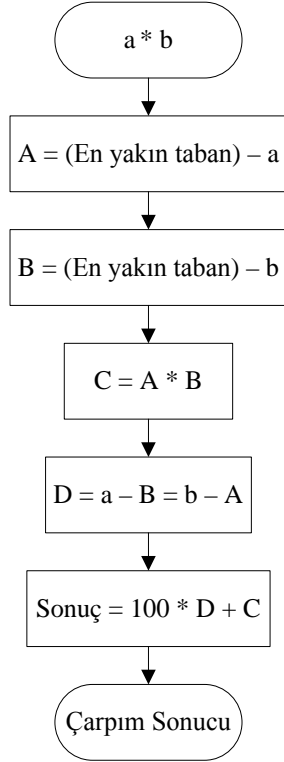 a * b
A = (En yakın taban) – a
B = (En yakın taban) – b
C = A * B
D = a – B = b – A
Sonuç = 100 * D + C
Çarpım Sonucu